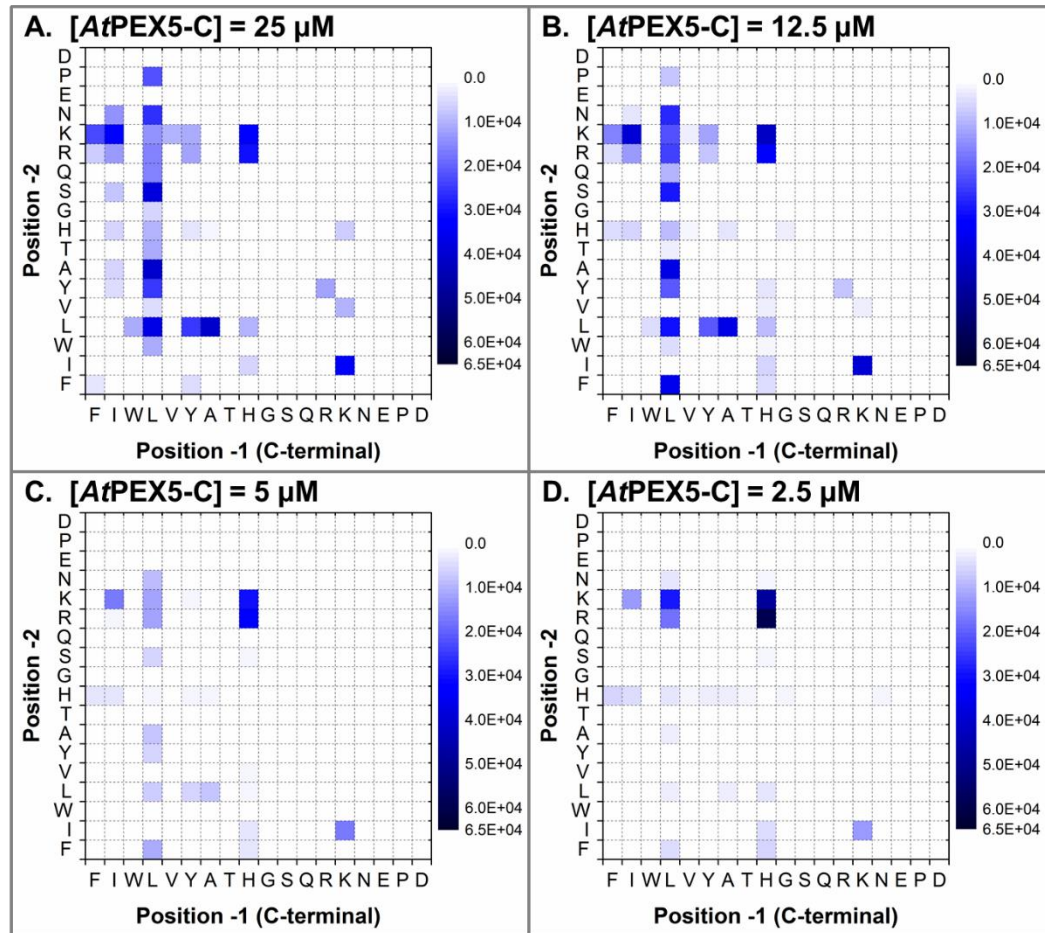 A. [AtPEX5-C] = 25 μM
D
P
E
N
K
R
Q
S
G
H
T
A
Y
V
L
W
I
F
Position -2
F I W L V Y A T H G S Q R K N E P D
Position -1 (C-terminal)
0.0
1.0E+04
2.0E+04
3.0E+04
4.0E+04
5.0E+04
6.0E+04
6.5E+04
B. [AtPEX5-C] = 12.5 μM
D
P
E
N
K
R
Q
S
G
H
T
A
Y
V
L
W
I
F
Position -2
F I W L V Y A T H G S Q R K N E P D
Position -1 (C-terminal)
0.0
1.0E+04
2.0E+04
3.0E+04
4.0E+04
5.0E+04
6.0E+04
6.5E+04
C. [AtPEX5-C] = 5 μM
D
P
E
N
K
R
Q
S
G
H
T
A
Y
V
L
W
I
F
Position -2
F I W L V Y A T H G S Q R K N E P D
Position -1 (C-terminal)
0.0
1.0E+04
2.0E+04
3.0E+04
4.0E+04
5.0E+04
6.0E+04
6.5E+04
D. [AtPEX5-C] = 2.5 μM
D
P
E
N
K
R
Q
S
G
H
T
A
Y
V
L
W
I
F
Position -2
F I W L V Y A T H G S Q R K N E P D
Position -1 (C-terminal)
0.0
1.0E+04
2.0E+04
3.0E+04
4.0E+04
5.0E+04
6.0E+04
6.5E+04